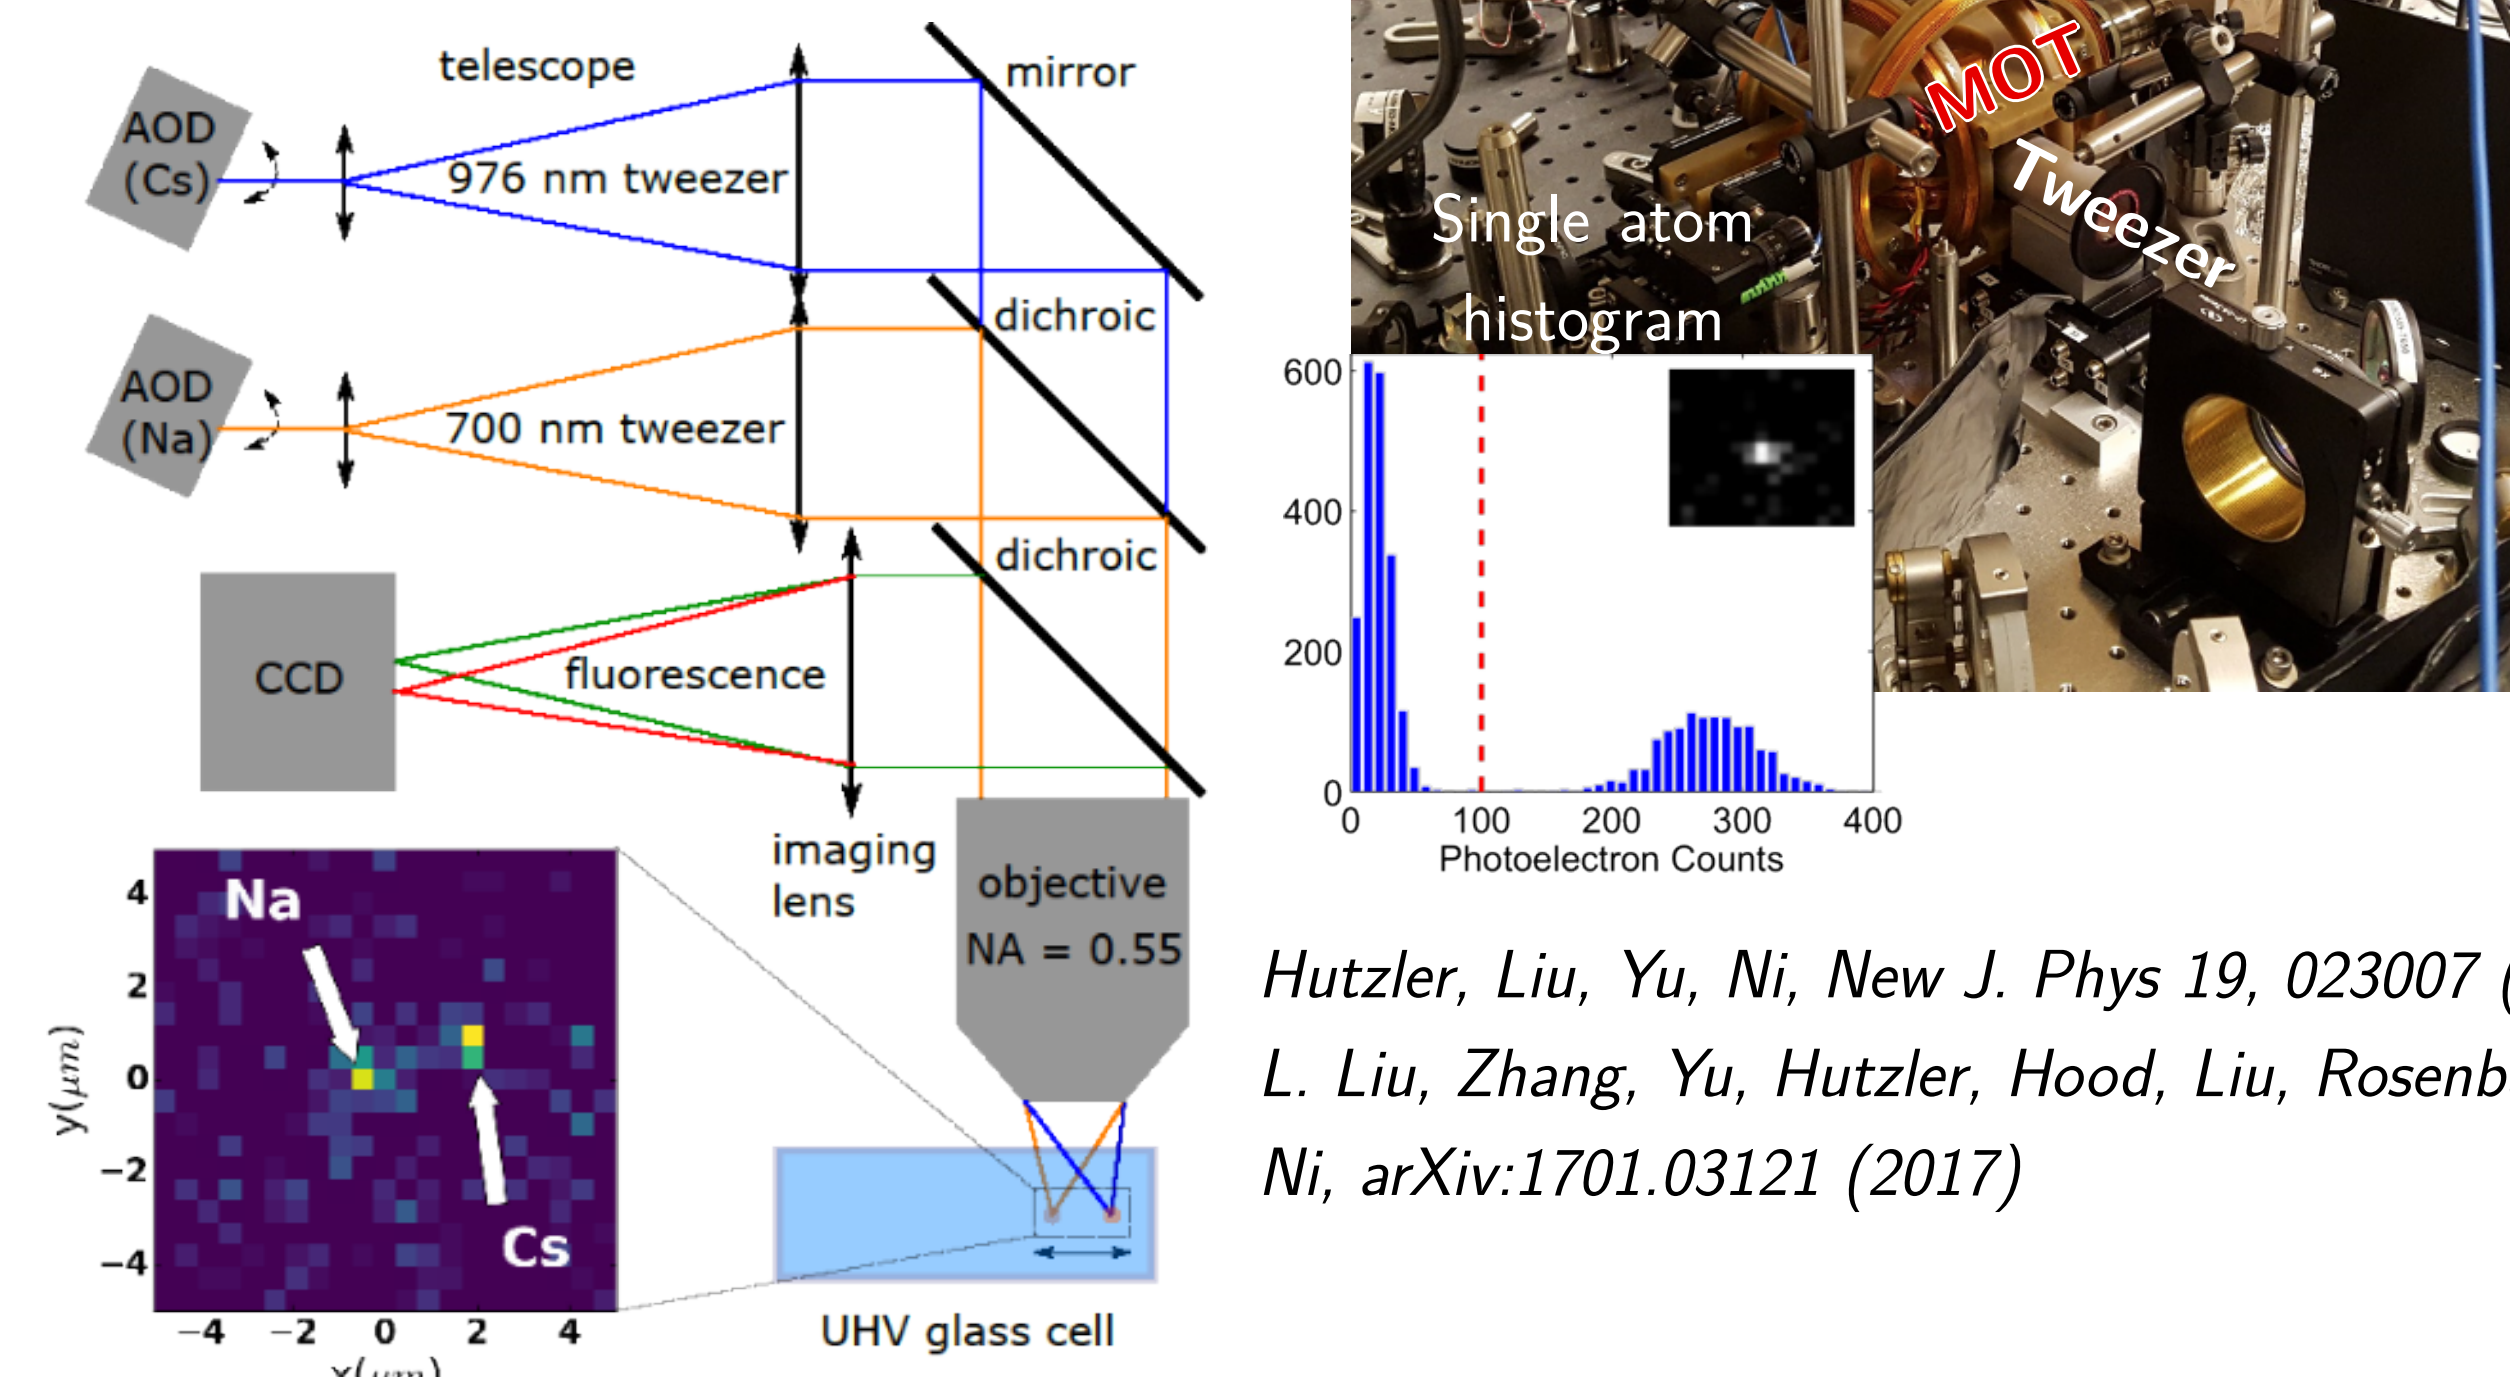 telescope
mirror
AOD
(Cs)
976 nm tweezer
dichroic
AOD
(Na)
700 nm tweezer
dichroic
CCD
fluorescence
imaging
lens
objective
NA = 0.55
UHV glass cell
Na
Cs
4
2
0
−2
−4
y(μm)
−4 −2 0 2 4
x(μm)
MOT
Tweezer
Single atom
histogram
600
400
200
0
0 100 200 300 400
Photoelectron Counts
Hutzler, Liu, Yu, Ni, New J. Phys 19, 023007 (
L. Liu, Zhang, Yu, Hutzler, Hood, Liu, Rosenb
Ni, arXiv:1701.03121 (2017)